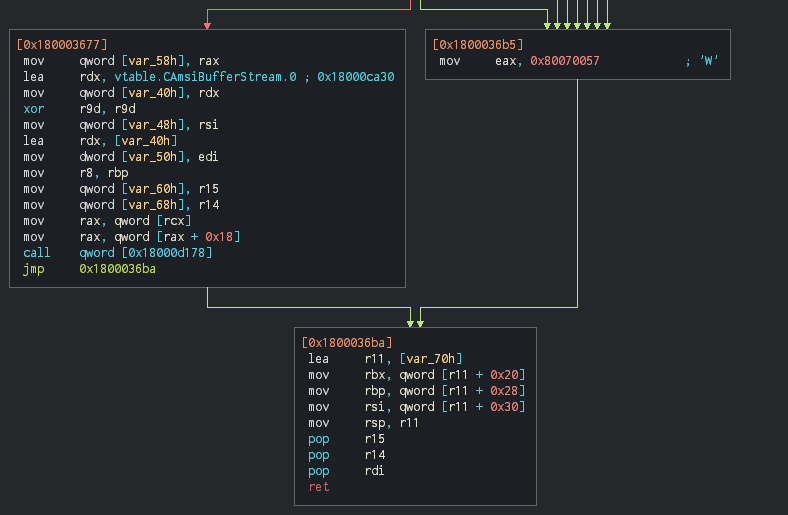 [0x180003677]
mov qword [var_58h], rax
lea rdx, vtable.CAmsiBufferStream.0 ; 0x18000ca30
mov qword [var_40h], rdx
xor r9d, r9d
mov qword [var_48h], rsi
lea rdx, [var_40h]
mov dword [var_50h], edi
mov r8, rbp
mov qword [var_60h], r15
mov qword [var_68h], r14
mov rax, qword [rcx]
mov rax, qword [rax + 0x18]
call qword [0x18000d178]
jmp 0x1800036ba
[0x1800036b5]
mov eax, 0x80070057 ; 'W'
[0x1800036ba]
lea r11, [var_70h]
mov rbx, qword [r11 + 0x20]
mov rbp, qword [r11 + 0x28]
mov rsi, qword [r11 + 0x30]
mov rsp, r11
pop r15
pop r14
pop rdi
ret